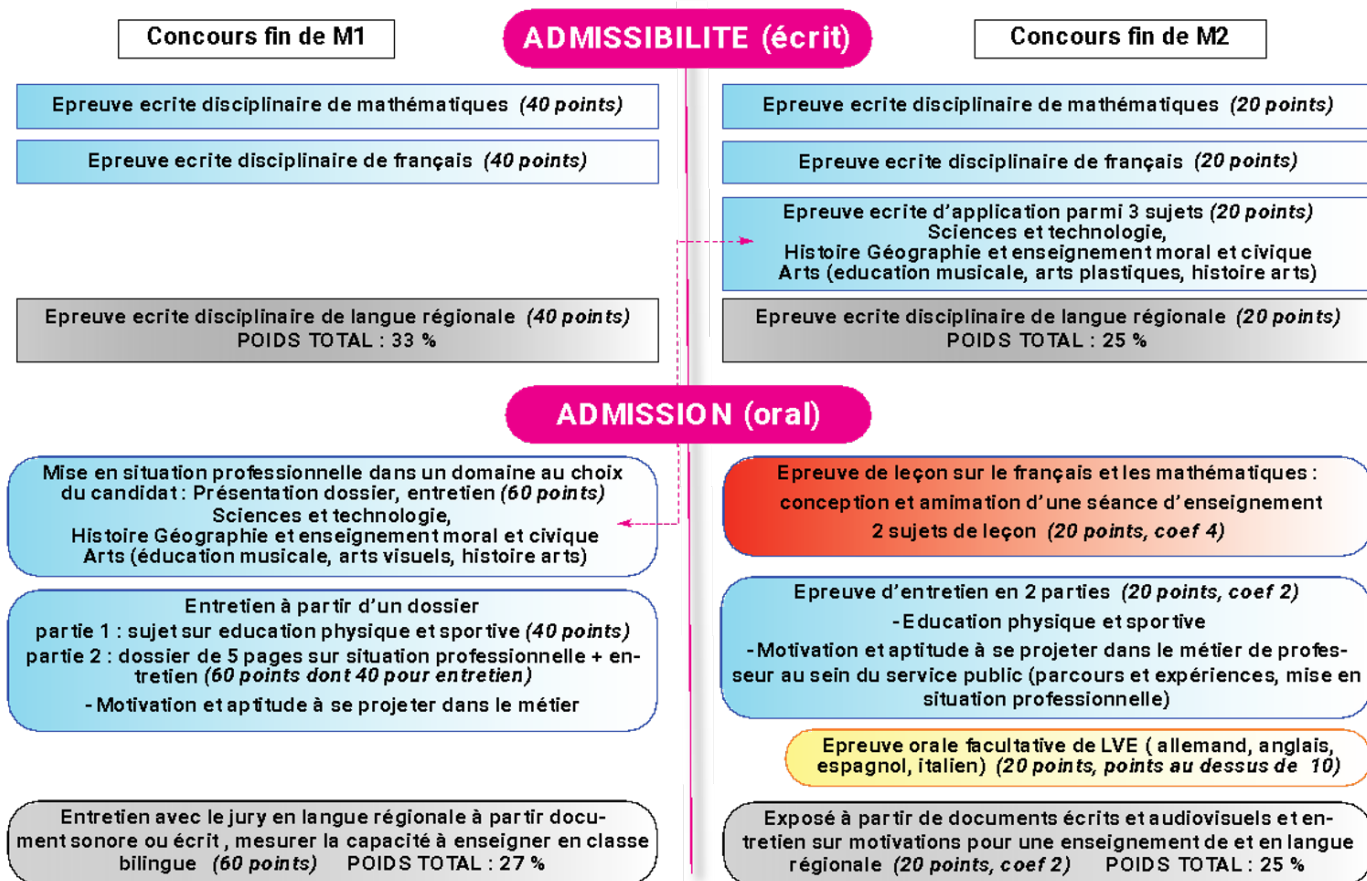 Concours fin de M1
ADMISSIBILITE (écrit)
Concours fin de M2
Epreuve ecrite disciplinaire de mathématiques (40 points)
Epreuve ecrite disciplinaire de mathématiques (20 points)
Epreuve ecrite disciplinaire de français (40 points)
Epreuve ecrite disciplinaire de français (20 points)
Epreuve ecrite d'application parmi 3 sujets (20 points)
Sciences et technologie,
Histoire Géographie et enseignement moral et civique
Arts (education musicale, arts plastiques, histoire arts)
Epreuve ecrite disciplinaire de langue régionale (40 points)
POIDS TOTAL : 33 %
Epreuve ecrite disciplinaire de langue régionale (20 points)
POIDS TOTAL : 25 %
ADMISSION (oral)
Mise en situation professionnelle dans un domaine au choix
du candidat : Présentation dossier, entretien (60 points)
Sciences et technologie,
Histoire Géographie et enseignement moral et civique
Arts (éducation musicale, arts visuels, histoire arts)
Epreuve de leçon sur le français et les mathématiques :
conception et amimation d'une séance d'enseignement
2 sujets de leçon (20 points, coef 4)
Entretien à partir d'un dossier
partie 1 : sujet sur education physique et sportive (40 points)
partie 2 : dossier de 5 pages sur situation professionnelle + en-
tretien (60 points dont 40 pour entretien)
- Motivation et aptitude à se projeter dans le métier
Epreuve d'entretien en 2 parties (20 points, coef 2)
- Education physique et sportive
- Motivation et aptitude à se projeter dans le métier de profes-
seur au sein du service public (parcours et expériences, mise en
situation professionnelle)
Epreuve orale facultative de LVE ( allemand, anglais,
espagnol, italien) (20 points, points au dessus de 10)
Entretien avec le jury en langue régionale à partir docu-
ment sonore ou écrit , mesurer la capacité à enseigner en classe
bilingue (60 points) POIDS TOTAL : 27 %
Exposé à partir de documents écrits et audiovisuels et en-
tretien sur motivations pour une enseignement de et en langue
régionale (20 points, coef 2) POIDS TOTAL : 25 %